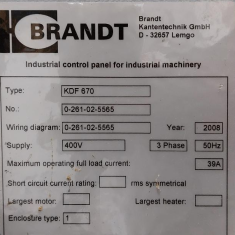 BRANDT
Brandt
Kantentechnik GmbH
D - 32657 Lemgo
Industrial control panel for industrial machinery
Type: KDF 670
No.: 0-261-02-5565
Wiring diagram: 0-261-02-5565 Year: 2008
Supply: 400V 3 Phase 50Hz
Maximum operating full load current: 39A
Short circuit current rating: rms symmetrical
Largest motor: Largest heater:
Enclosure type: 1